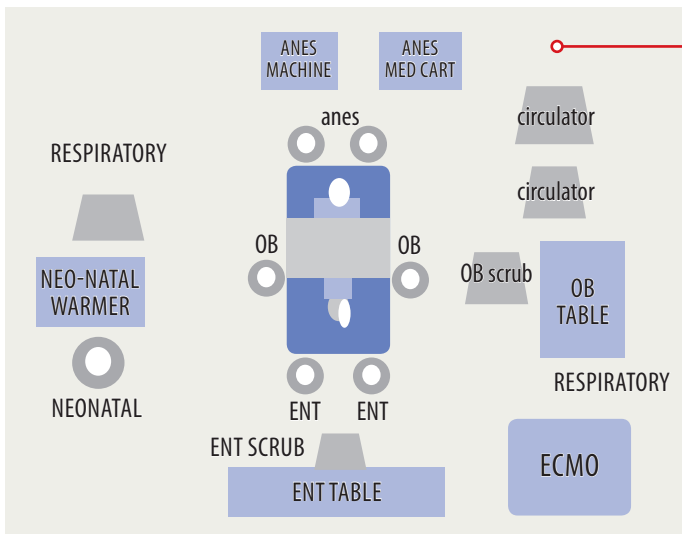 ANES
MACHINE
ANES
MED CART
circulator
anes
RESPIRATORY
circulator
OB
OB
OB scrub
NEO-NATAL
WARMER
OB
TABLE
RESPIRATORY
NEONATAL
ENT
ENT
ENT SCRUB
ECMO
ENT TABLE